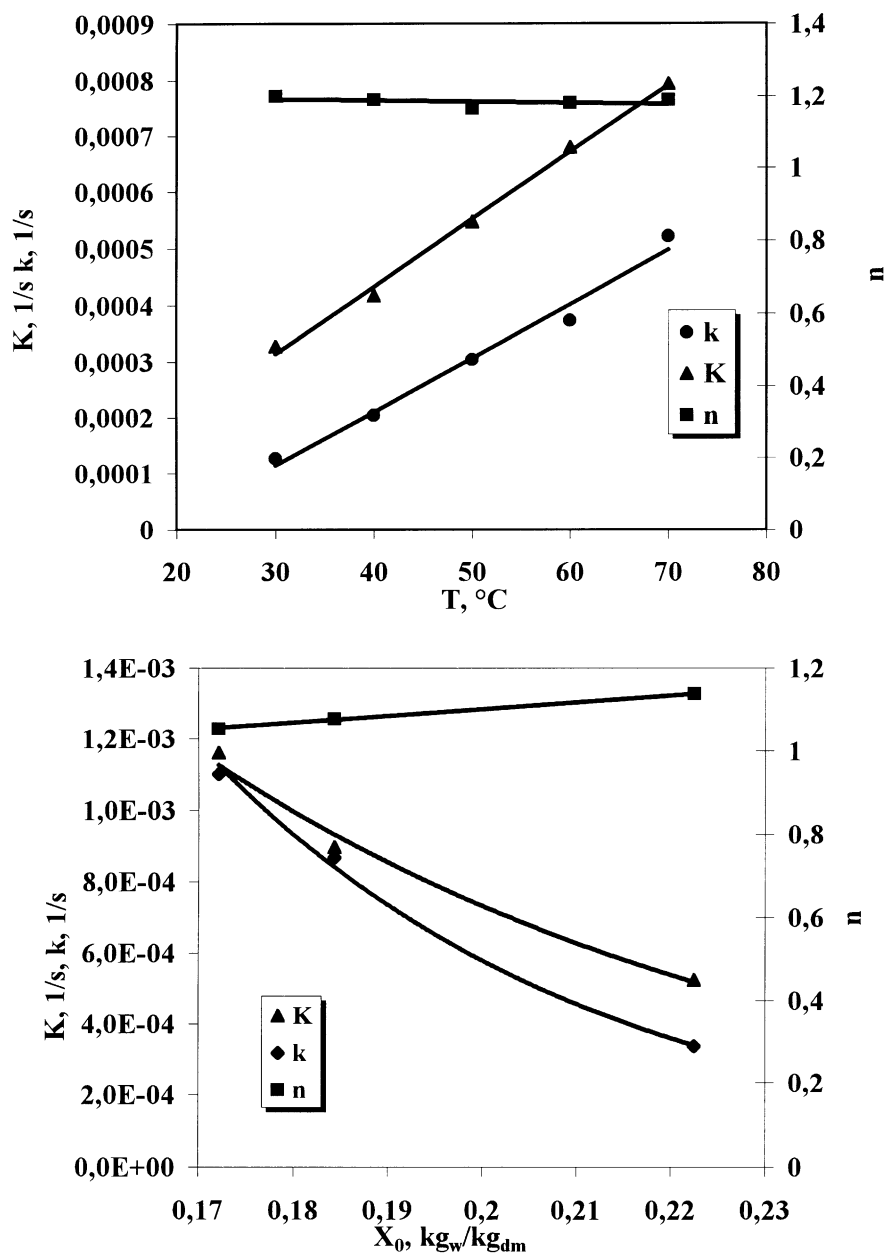 0,0009
0,0008
0,0007
0,0006
0,0005
0,0004
0,0003
0,0002
0,0001
0
K, 1/s k, 1/s
1,4
1,2
1
0,8
0,6
0,4
0,2
0
n
k
K
n
20 30 40 50 60 70 80
T, °C
1,4E-03
1,2E-03
1,0E-03
8,0E-04
6,0E-04
4,0E-04
2,0E-04
0,0E+00
K, 1/s, k, 1/s
1,2
1
0,8
0,6
0,4
0,2
0
n
K
k
n
0,17 0,18 0,19 0,2 0,21 0,22 0,23
X₀, kg_w/kg_dm